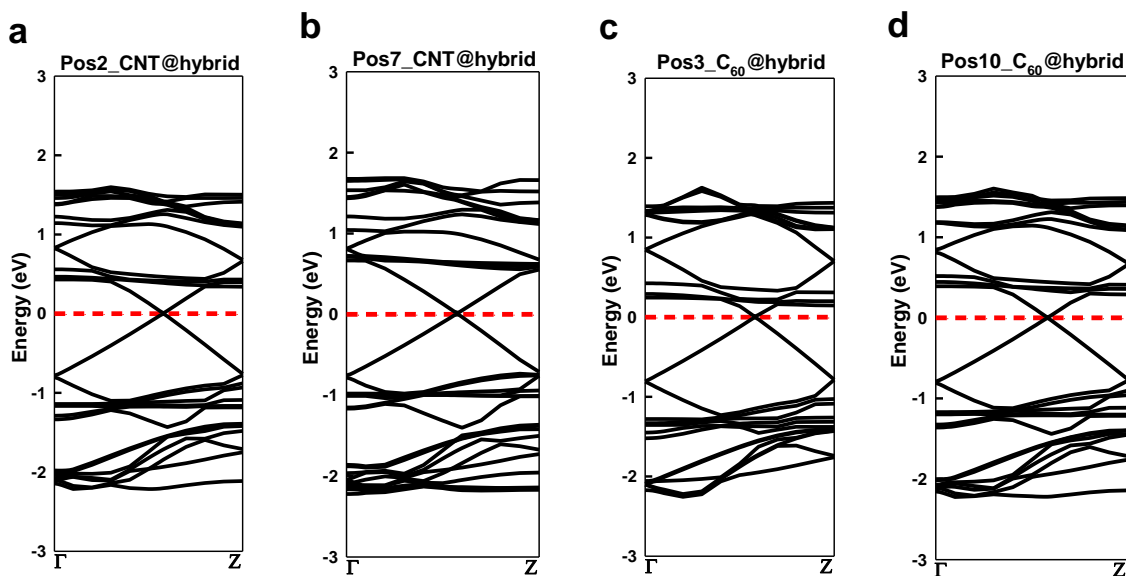 a
Pos2_CNT@hybrid
3
2
1
0
-1
-2
-3
Energy (eV)
Γ Z
b
Pos7_CNT@hybrid
3
2
1
0
-1
-2
-3
Energy (eV)
Γ Z
c
Pos3_C60@hybrid
3
2
1
0
-1
-2
-3
Energy (eV)
Γ Z
d
Pos10_C60@hybrid
3
2
1
0
-1
-2
-3
Energy (eV)
Γ Z